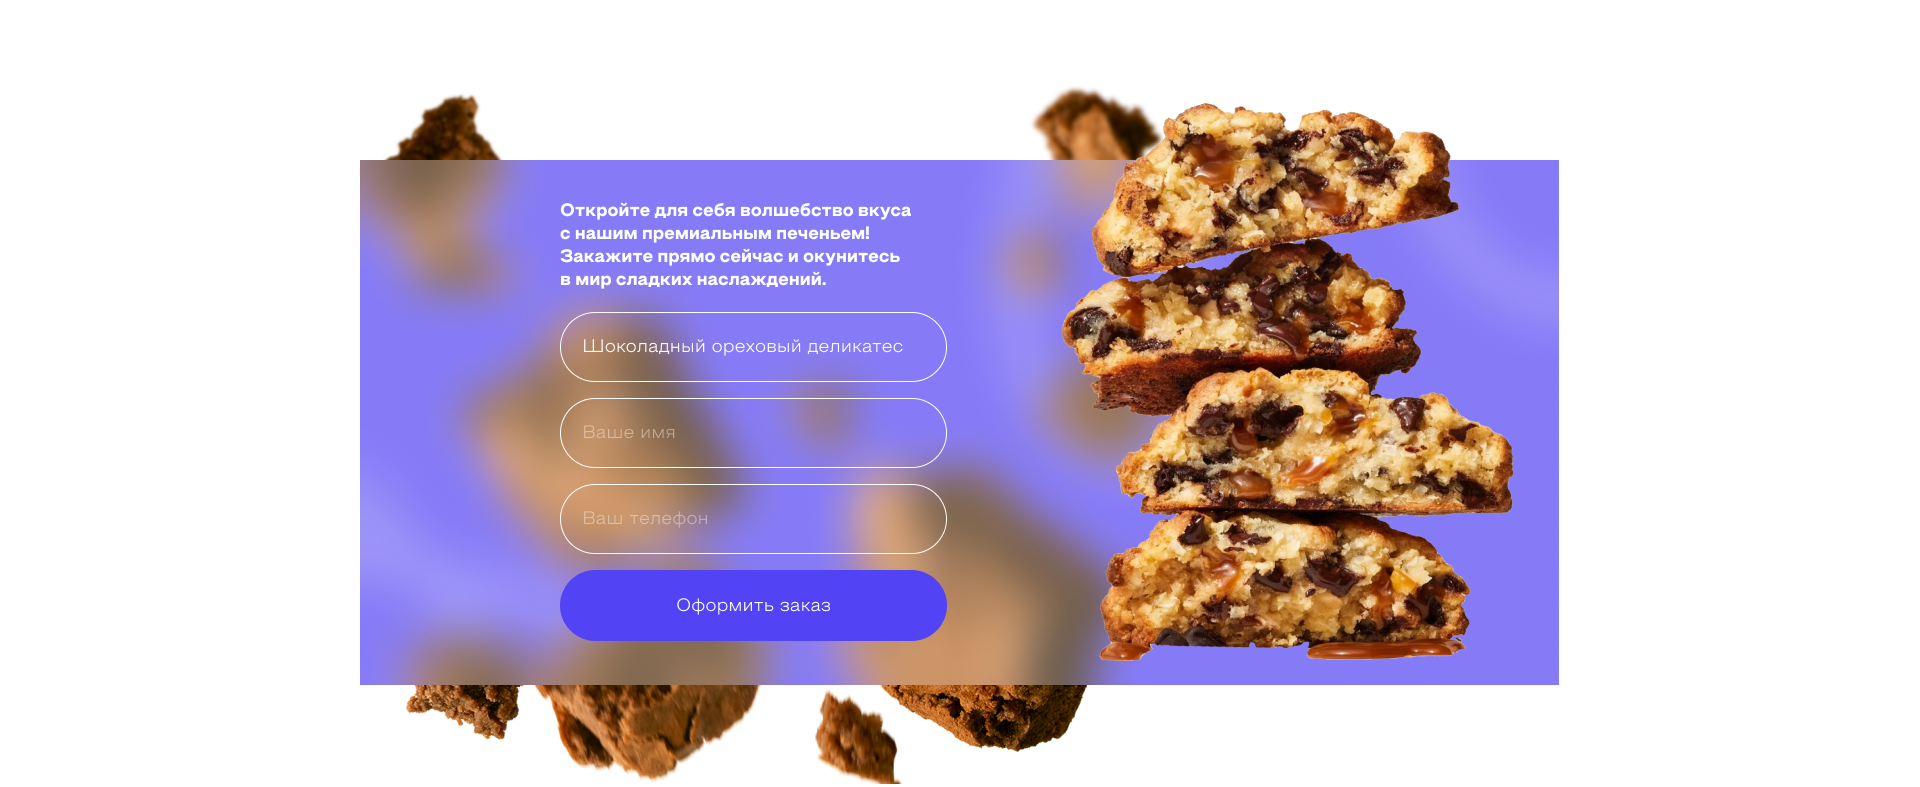 Откройте для себя волшебство вкуса
с нашим премиальным печеньем!
Закажите прямо сейчас и окунитесь
в мир сладких наслаждений.
Шоколадный ореховый деликатес
Ваше имя
Ваш телефон
Оформить заказ